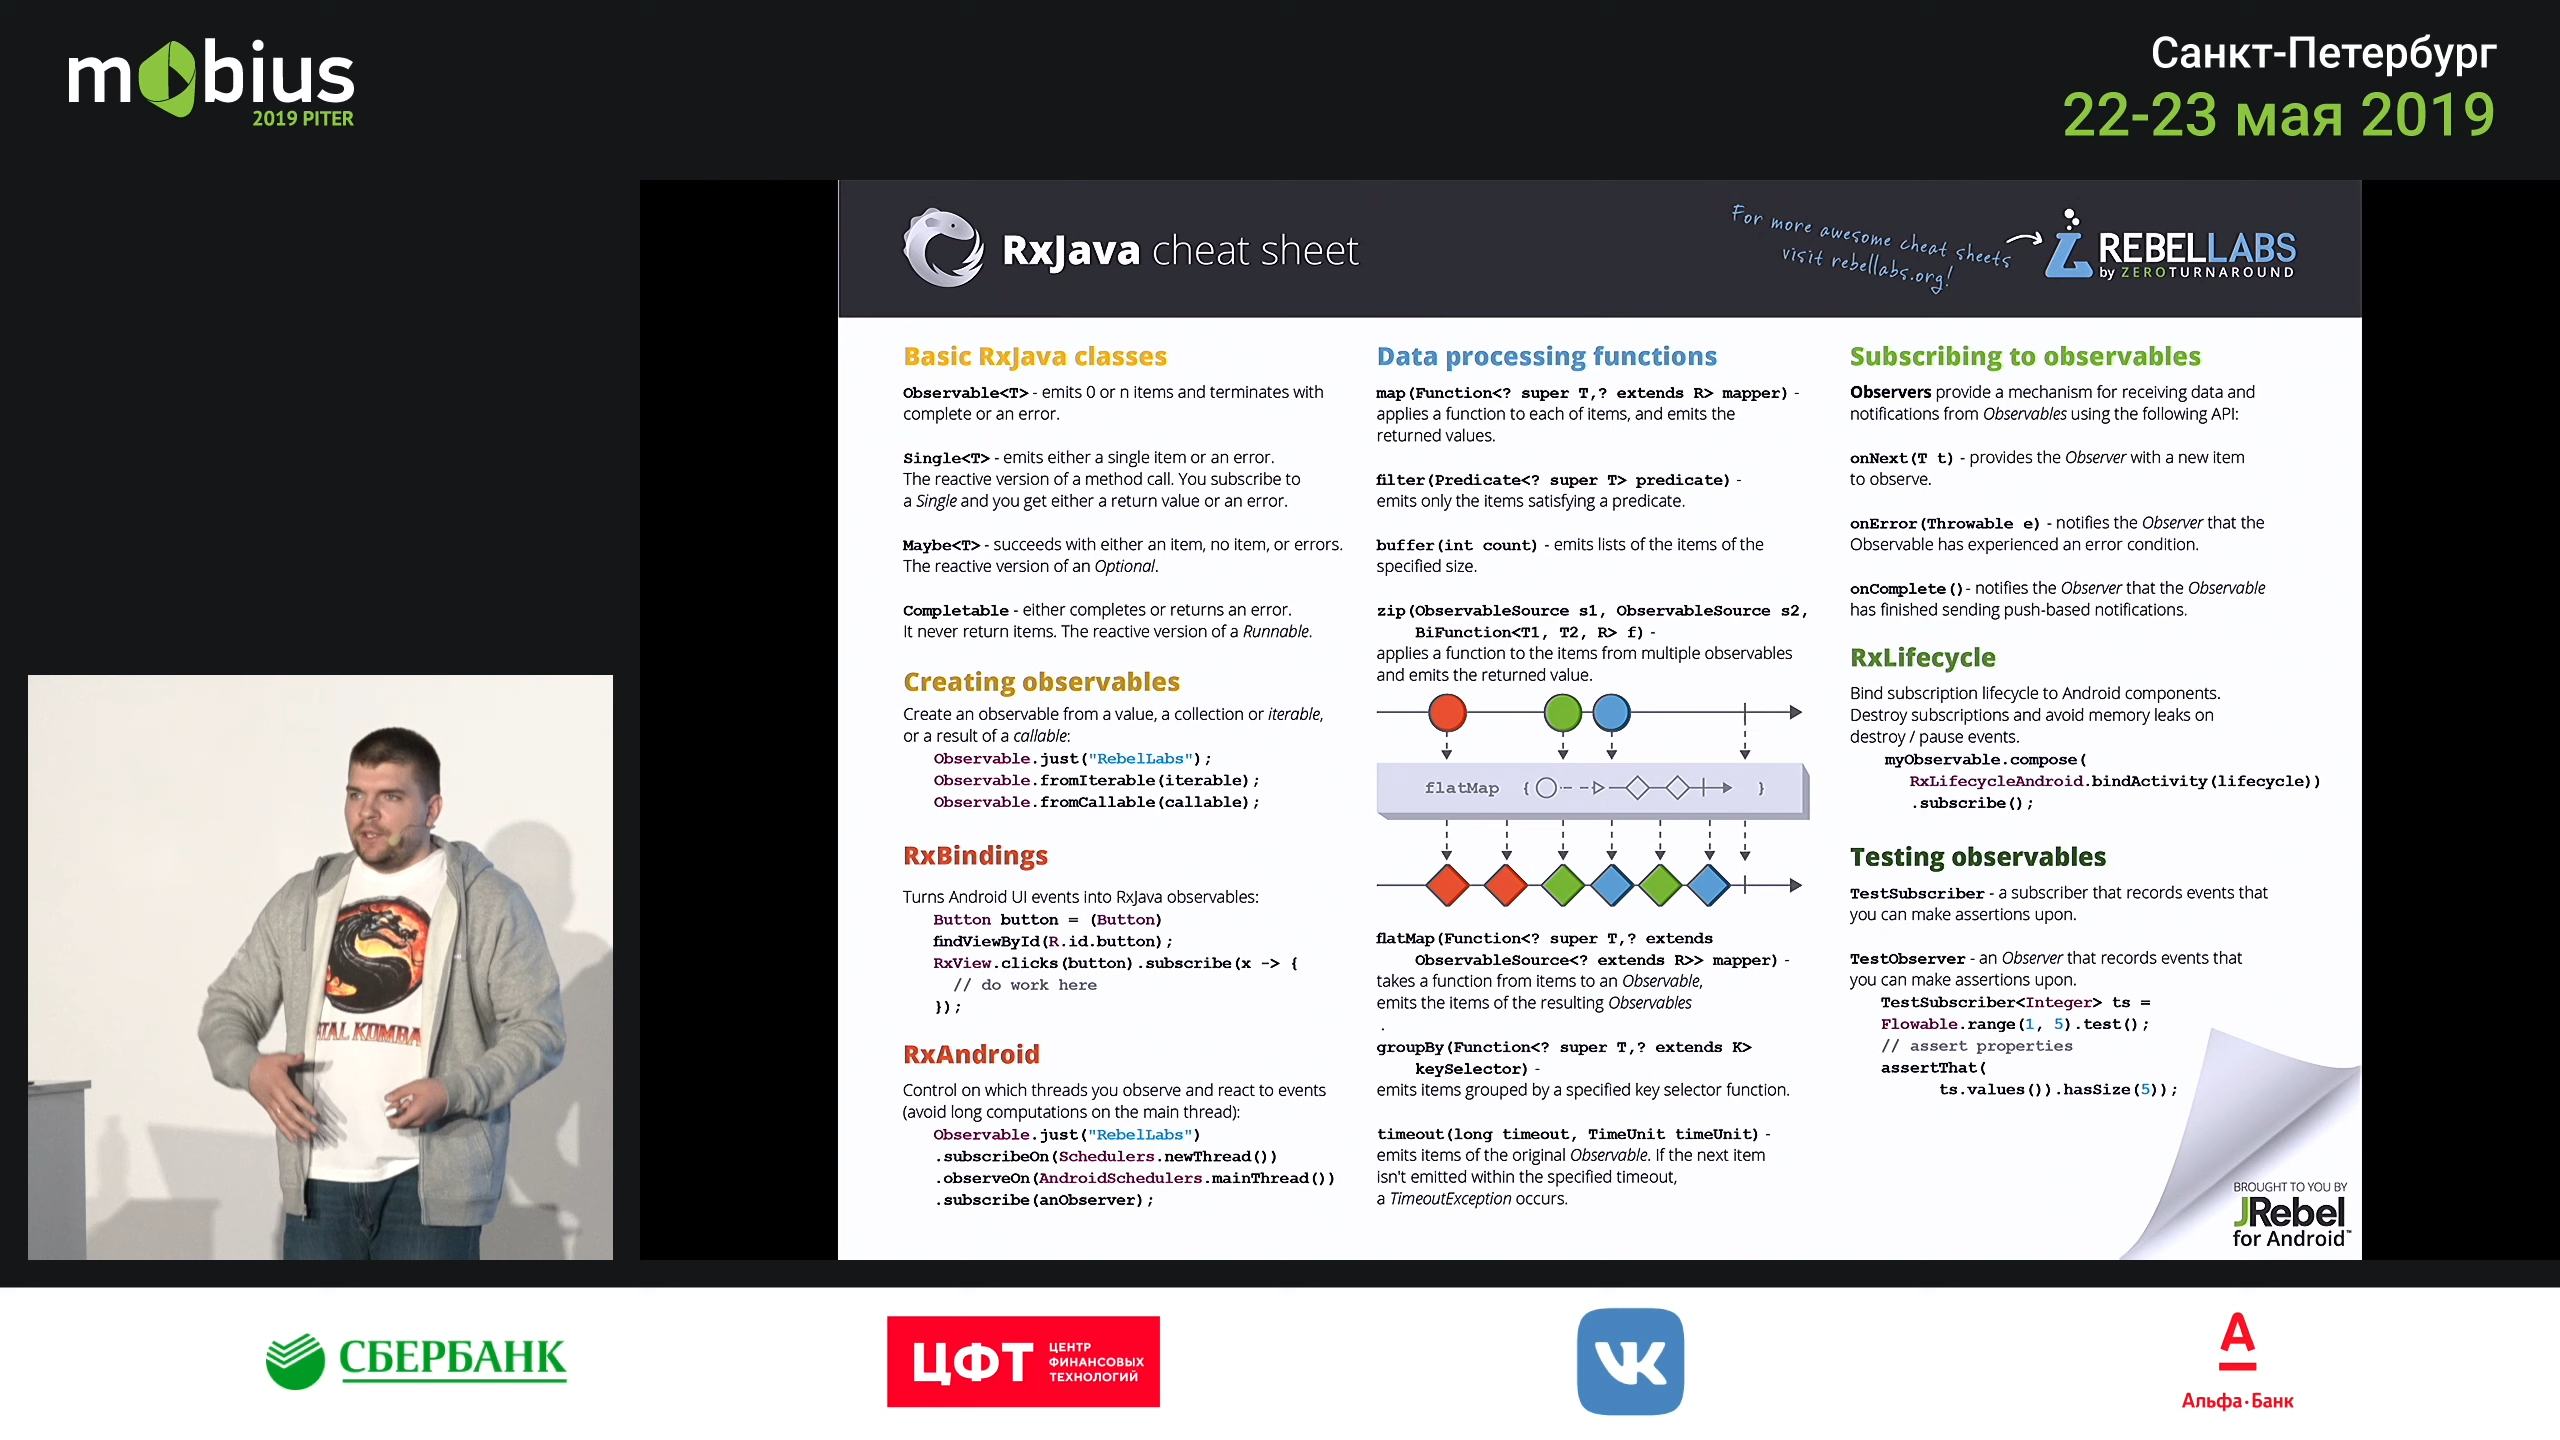 mobius
2019 PITER
Санкт-Петербург
22-23 мая 2019
RxJava cheat sheet
For more awesome cheat sheets
visit rebellabs.org!
REBELLABS
by ZEROTURNAROUND
Basic RxJava classes
Observable<T> - emits 0 or n items and terminates with
complete or an error.
Single<T> - emits either a single item or an error.
The reactive version of a method call. You subscribe to
a Single and you get either a return value or an error.
Maybe<T> - succeeds with either an item, no item, or errors.
The reactive version of an Optional.
Completable - either completes or returns an error.
It never return items. The reactive version of a Runnable.
Creating observables
Create an observable from a value, a collection or iterable,
or a result of a callable:
Observable.just("RebelLabs");
Observable.fromIterable(iterable);
Observable.fromCallable(callable);
RxBindings
Turns Android UI events into RxJava observables:
Button button = (Button)
findViewById(R.id.button);
RxView.clicks(button).subscribe(x -> {
// do work here
});
RxAndroid
Control on which threads you observe and react to events
(avoid long computations on the main thread):
Observable.just("RebelLabs")
.subscribeOn(Schedulers.newThread())
.observeOn(AndroidSchedulers.mainThread())
.subscribe(anObserver);
Data processing functions
map(Function<? super T,? extends R> mapper) -
applies a function to each of items, and emits the
returned values.
filter(Predicate<? super T> predicate) -
emits only the items satisfying a predicate.
buffer(int count) - emits lists of the items of the
specified size.
zip(ObservableSource s1, ObservableSource s2,
BiFunction<T1, T2, R> f) -
applies a function to the items from multiple observables
and emits the returned value.
flatMap { }
flatMap(Function<? super T,? extends
ObservableSource<? extends R>> mapper) -
takes a function from items to an Observable,
emits the items of the resulting Observables
.
groupBy(Function<? super T,? extends K>
keySelector) -
emits items grouped by a specified key selector function.
timeout(long timeout, TimeUnit timeUnit) -
emits items of the original Observable. If the next item
isn't emitted within the specified timeout,
a TimeoutException occurs.
Subscribing to observables
Observers provide a mechanism for receiving data and
notifications from Observables using the following API:
onNext(T t) - provides the Observer with a new item
to observe.
onError(Throwable e) - notifies the Observer that the
Observable has experienced an error condition.
onComplete()- notifies the Observer that the Observable
has finished sending push-based notifications.
RxLifecycle
Bind subscription lifecycle to Android components.
Destroy subscriptions and avoid memory leaks on
destroy / pause events.
myObservable.compose(
RxLifecycleAndroid.bindActivity(lifecycle))
.subscribe();
Testing observables
TestSubscriber - a subscriber that records events that
you can make assertions upon.
TestObserver - an Observer that records events that
you can make assertions upon.
TestSubscriber<Integer> ts =
Flowable.range(1, 5).test();
// assert properties
assertThat(
ts.values()).hasSize(5));
BROUGHT TO YOU BY
JRebel
for Android™
TAL KOMBA
СБЕРБАНК
ЦФТ
ЦЕНТР
ФИНАНСОВЫХ
ТЕХНОЛОГИЙ
VK
А
Альфа·Банк